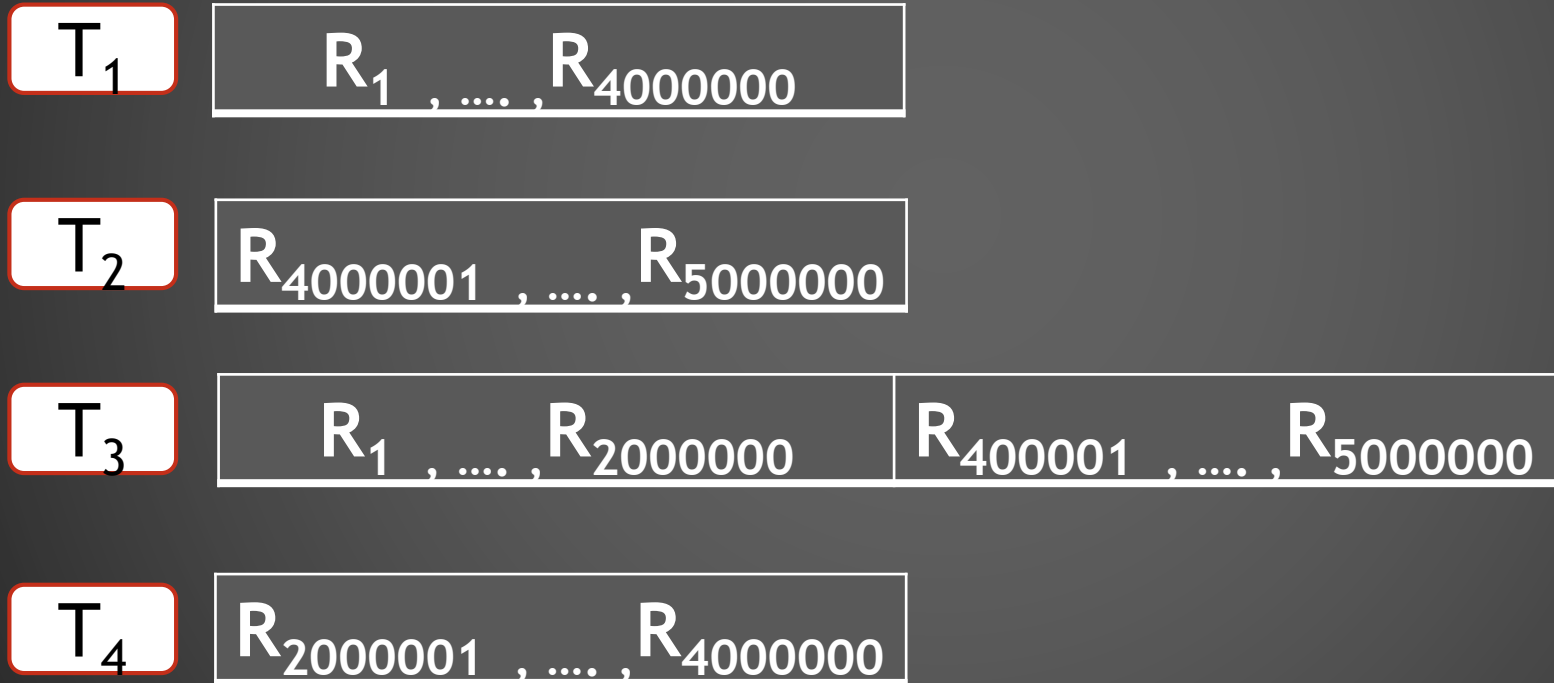 T1 R1 , .... ,R4000000
T2 R4000001 , .... ,R5000000
T3 R1 , .... ,R2000000 R400001 , .... ,R5000000
T4 R2000001 , .... ,R4000000